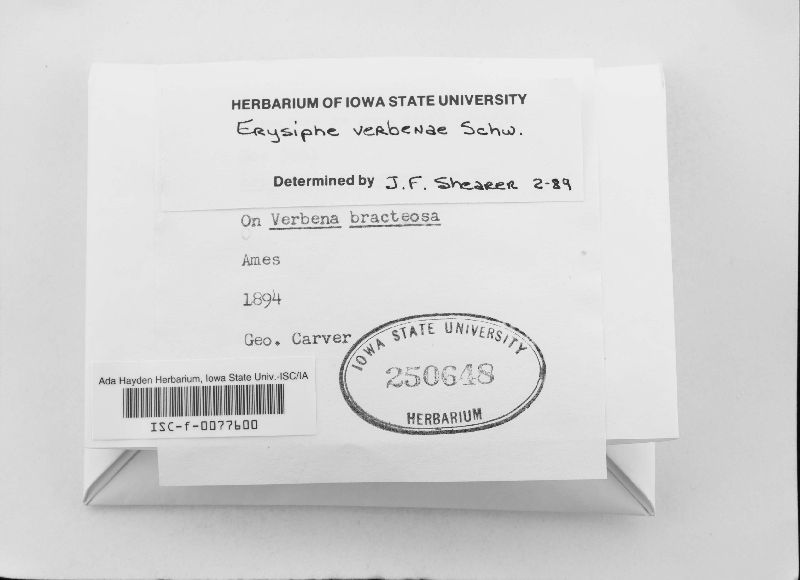 HERBARIUM OF IOWA STATE UNIVERSITY
Erysiphe verbenae Schw.
Determined by J.F. Shearer 2-89
On Verbena bracteosa
Ames
1894
Geo. Carver
IOWA STATE UNIVERSITY
250648
HERBARIUM
Ada Hayden Herbarium, Iowa State Univ.-ISC/IA
ISC-f-0077600